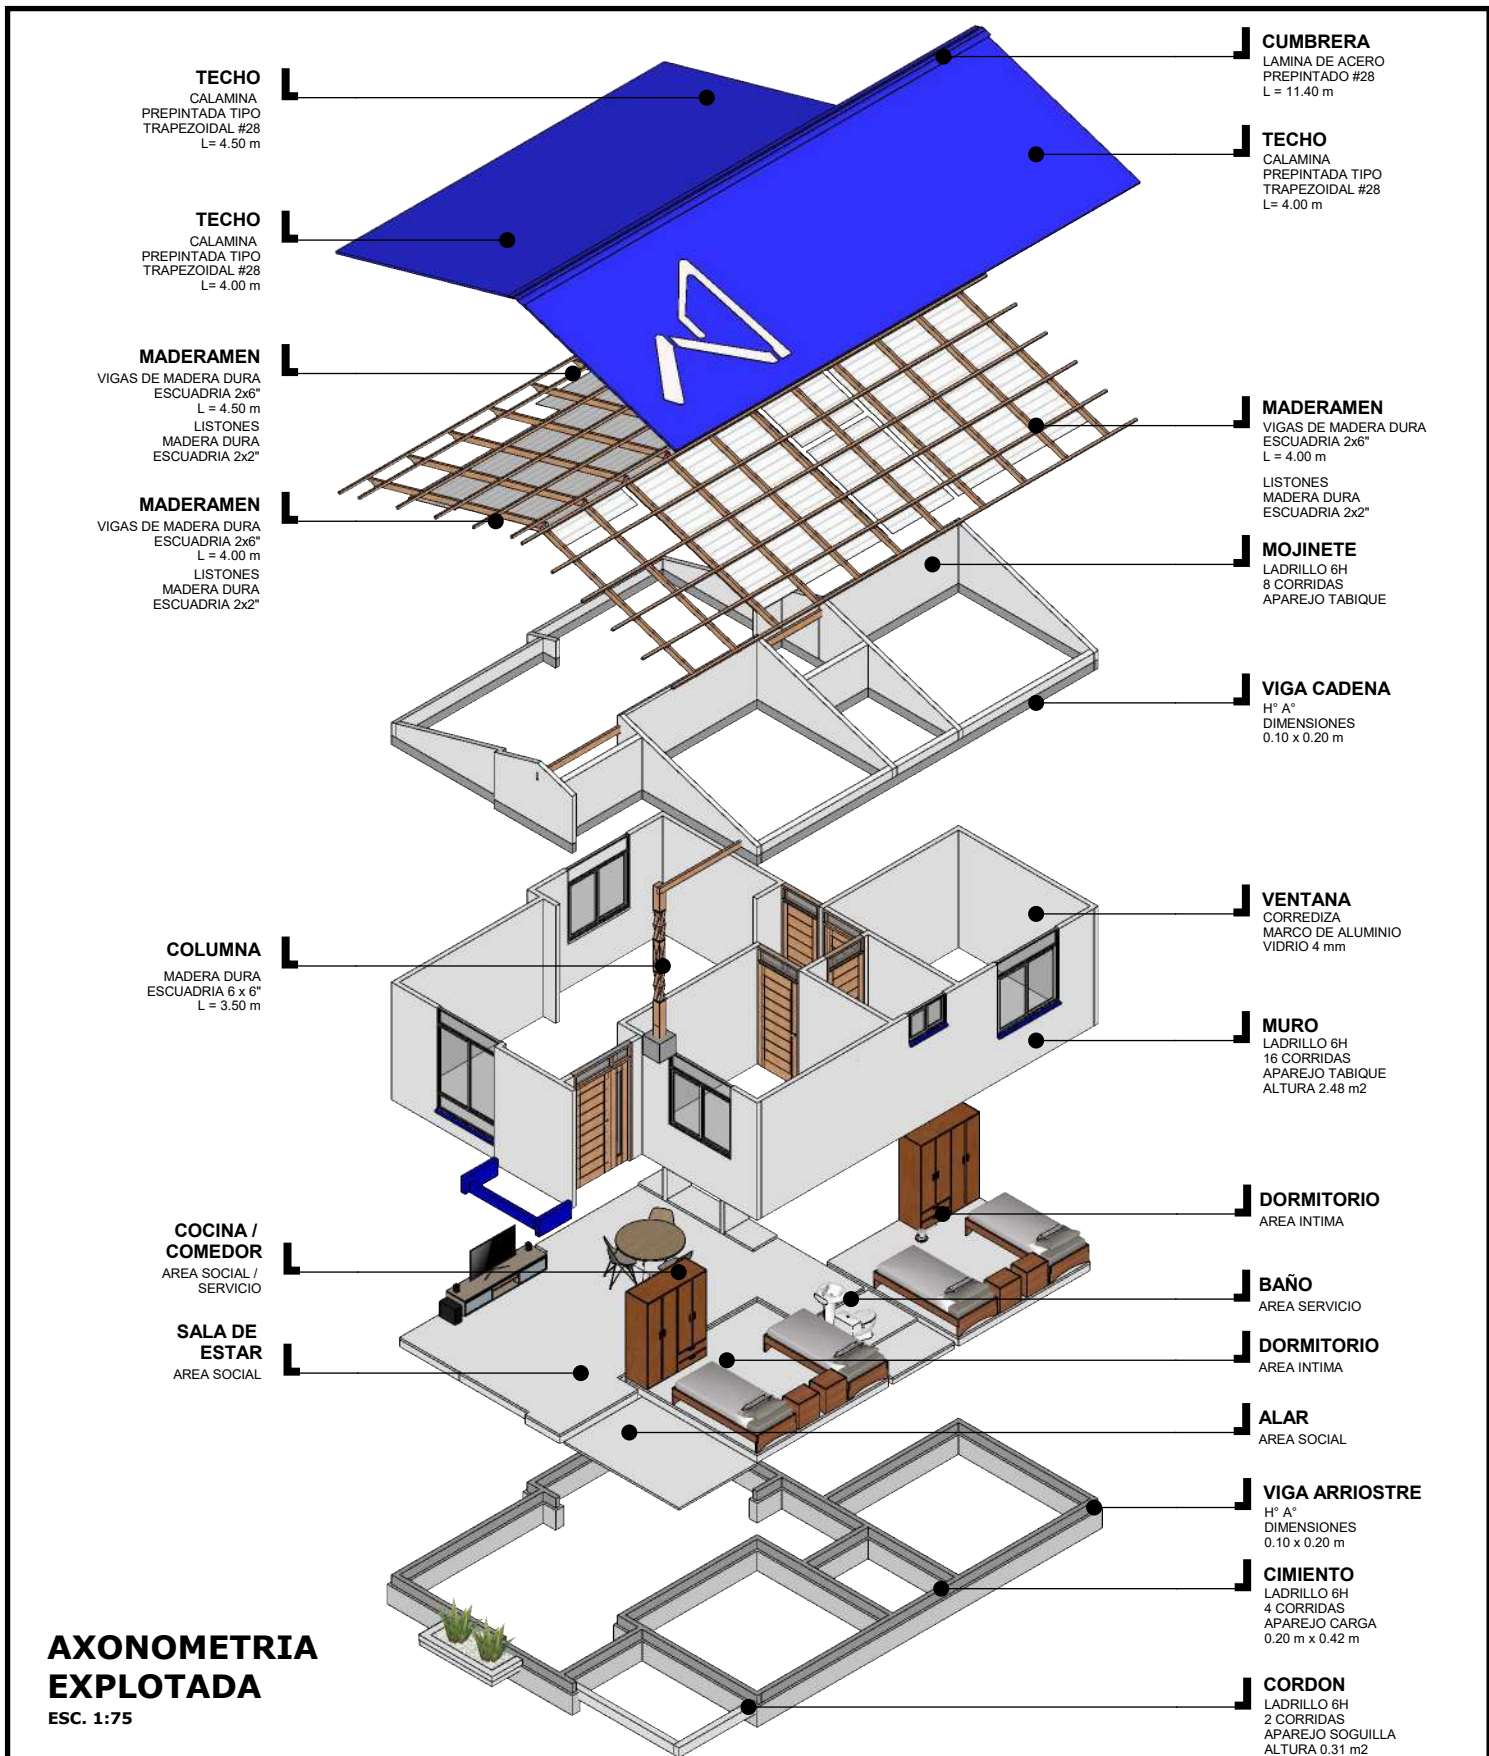 TECHO
CALAMINA
PREPINTADA TIPO
TRAPEZOIDAL #28
L= 4.50 m
TECHO
CALAMINA
PREPINTADA TIPO
TRAPEZOIDAL #28
L= 4.00 m
MADERAMEN
VIGAS DE MADERA DURA
ESCUADRIA 2x6"
L = 4.50 m
LISTONES
MADERA DURA
ESCUADRIA 2x2"
MADERAMEN
VIGAS DE MADERA DURA
ESCUADRIA 2x6"
L = 4.00 m
LISTONES
MADERA DURA
ESCUADRIA 2x2"
COLUMNA
MADERA DURA
ESCUADRIA 6 x 6"
L = 3.50 m
COCINA /
COMEDOR
AREA SOCIAL /
SERVICIO
SALA DE
ESTAR
AREA SOCIAL
CUMBRERA
LAMINA DE ACERO
PREPINTADO #28
L = 11.40 m
TECHO
CALAMINA
PREPINTADA TIPO
TRAPEZOIDAL #28
L= 4.00 m
MADERAMEN
VIGAS DE MADERA DURA
ESCUADRIA 2x6"
L = 4.00 m
LISTONES
MADERA DURA
ESCUADRIA 2x2"
MOJINETE
LADRILLO 6H
8 CORRIDAS
APAREJO TABIQUE
VIGA CADENA
H° A°
DIMENSIONES
0.10 x 0.20 m
VENTANA
CORREDIZA
MARCO DE ALUMINIO
VIDRIO 4 mm
MURO
LADRILLO 6H
16 CORRIDAS
APAREJO TABIQUE
ALTURA 2.48 m2
DORMITORIO
AREA INTIMA
BAÑO
AREA SERVICIO
DORMITORIO
AREA INTIMA
ALAR
AREA SOCIAL
VIGA ARRIOSTRE
H° A°
DIMENSIONES
0.10 x 0.20 m
CIMIENTO
LADRILLO 6H
4 CORRIDAS
APAREJO CARGA
0.20 m x 0.42 m
CORDON
LADRILLO 6H
2 CORRIDAS
APAREJO SOGUILLA
ALTURA 0.31 m2
AXONOMETRIA
EXPLOTADA
ESC. 1:75